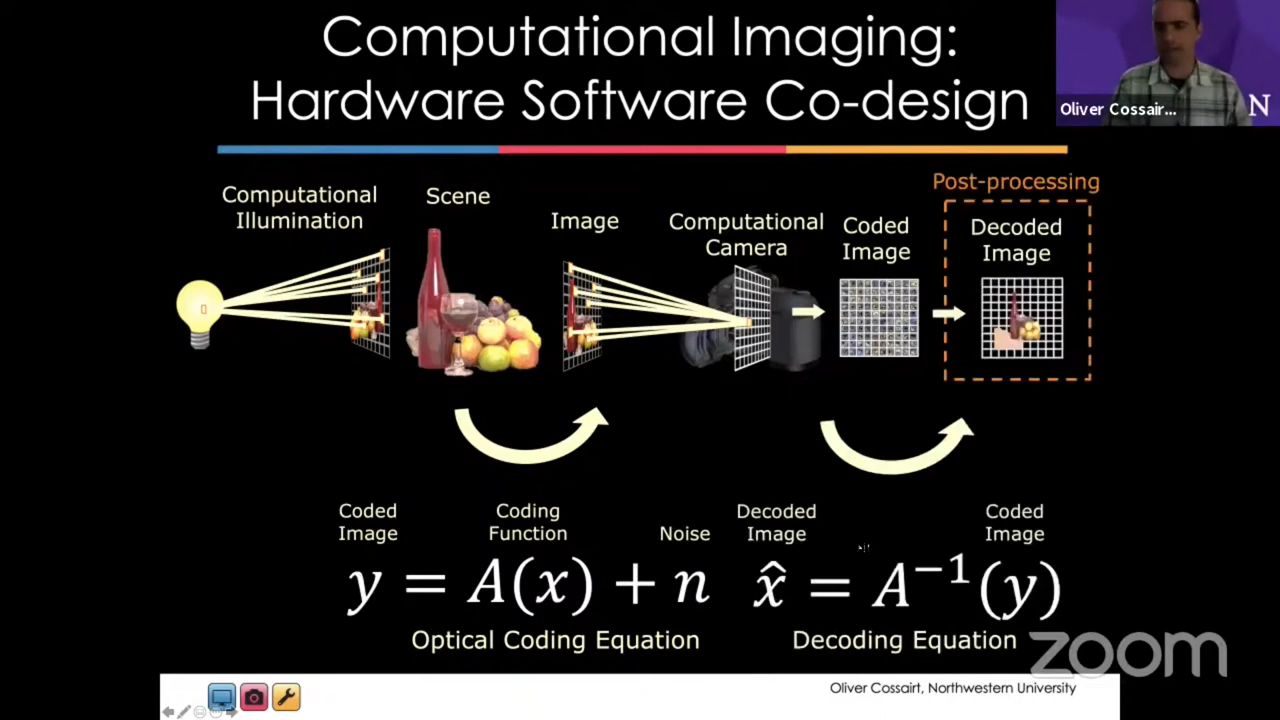 Computational Imaging:
Hardware Software Co-design
Oliver Cossair...
N
Computational
Illumination
Scene
Image
Computational
Camera
Coded
Image
Post-processing
Decoded
Image
Coded
Image
Coding
Function
Noise
Decoded
Image
Coded
Image
y = A(x) + n
x̂ = A⁻¹(y)
Optical Coding Equation
Decoding Equation
zoom
Oliver Cossairt, Northwestern University